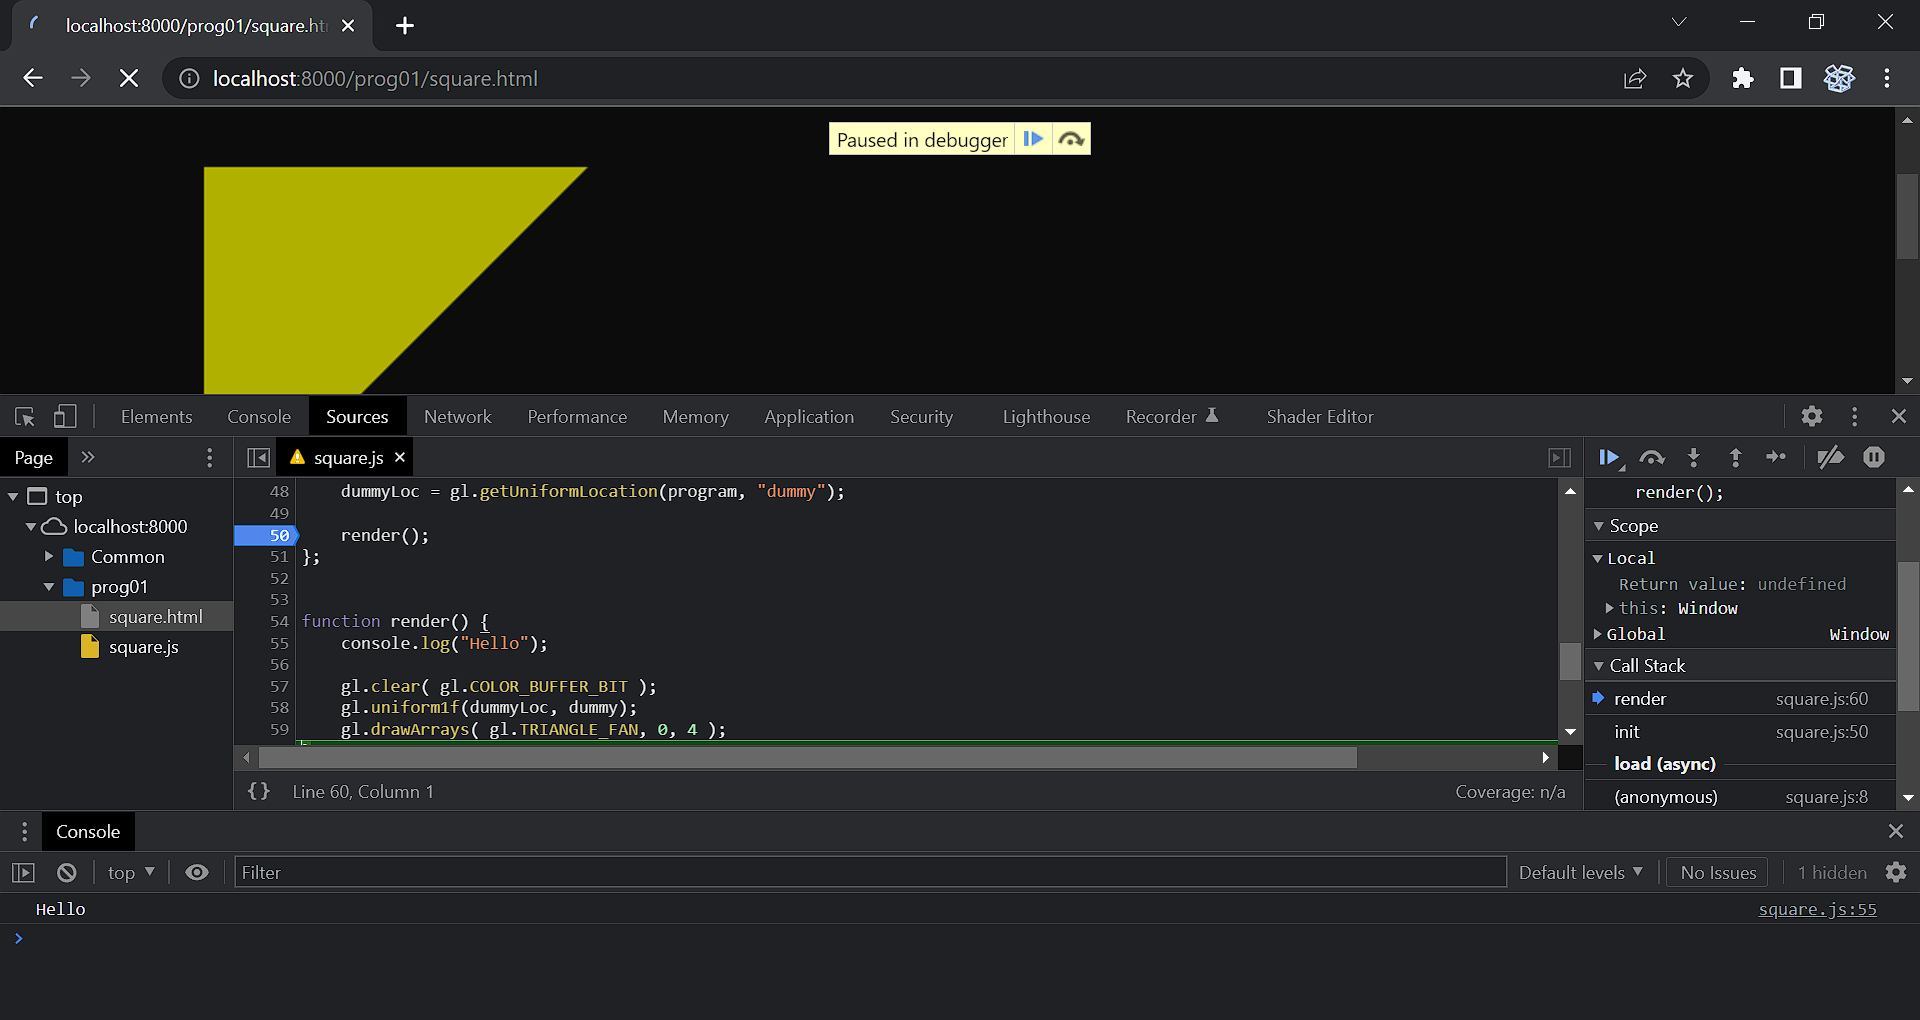 localhost:8000/prog01/square.ht
localhost:8000/prog01/square.html
Paused in debugger
Elements Console Sources Network Performance Memory Application Security Lighthouse Recorder Shader Editor
Page
square.js
top
localhost:8000
Common
prog01
square.html
square.js
48 dummyLoc = gl.getUniformLocation(program, "dummy");
49
50 render();
51 };
52
53
54 function render() {
55 console.log("Hello");
56
57 gl.clear( gl.COLOR_BUFFER_BIT );
58 gl.uniform1f(dummyLoc, dummy);
59 gl.drawArrays( gl.TRIANGLE_FAN, 0, 4 );
{} Line 60, Column 1 Coverage: n/a
render();
Scope
Local
Return value: undefined
this: Window
Global Window
Call Stack
render square.js:60
init square.js:50
load (async)
(anonymous) square.js:8
Console
top Filter Default levels No Issues 1 hidden
Hello square.js:55